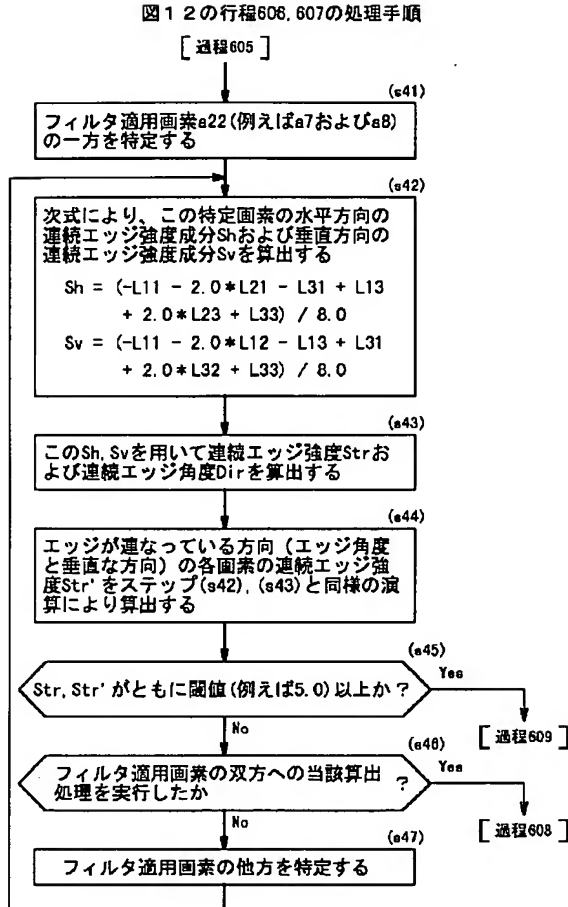 図12の行程606,607の処理手順
[ 過程605 ]
(s41)
フィルタ適用画素a22(例えばa7およびa8)
の一方を特定する
(s42)
次式により、この特定画素の水平方向の
連続エッジ強度成分Shおよび垂直方向の
連続エッジ強度成分Svを算出する
Sh = (-L11 - 2.0*L21 - L31 + L13
+ 2.0*L23 + L33) / 8.0
Sv = (-L11 - 2.0*L12 - L13 + L31
+ 2.0*L32 + L33) / 8.0
(s43)
このSh,Svを用いて連続エッジ強度Strお
よび連続エッジ角度Dirを算出する
(s44)
エッジが連なっている方向（エッジ角度
と垂直な方向）の各画素の連続エッジ強
度Str'をステップ(s42),(s43)と同様の演
算により算出する
(s45)
Str,Str'がともに閾値(例えば5.0)以上か？
Yes
[ 過程609 ]
No
(s46)
フィルタ適用画素の双方への当該算出
処理を実行したか ？
Yes
[ 過程608 ]
No
(s47)
フィルタ適用画素の他方を特定する